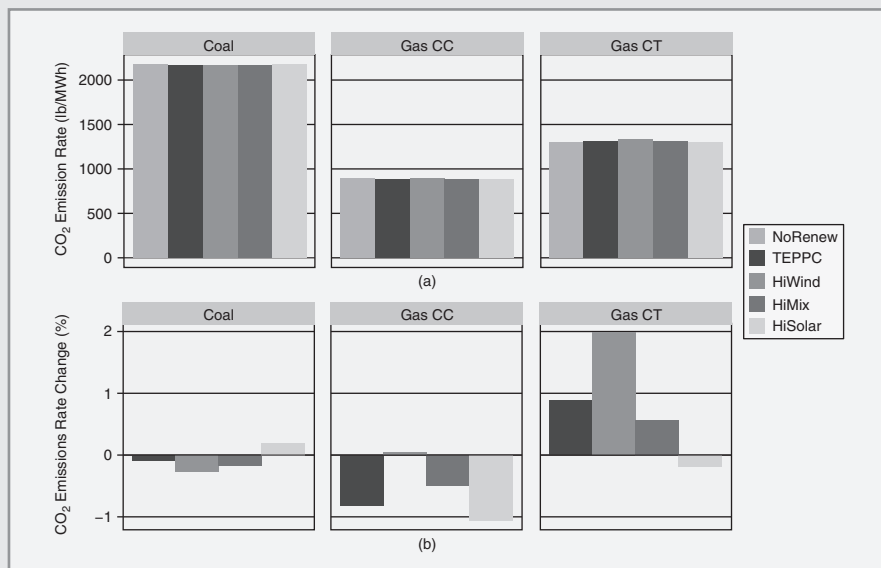 Coal Gas CC Gas CT
CO₂ Emission Rate (lb/MWh)
2000
1500
1000
500
0
(a)
NoRenew
TEPPC
HiWind
HiMix
HiSolar
Coal Gas CC Gas CT
CO₂ Emissions Rate Change (%)
2
1
0
−1
(b)